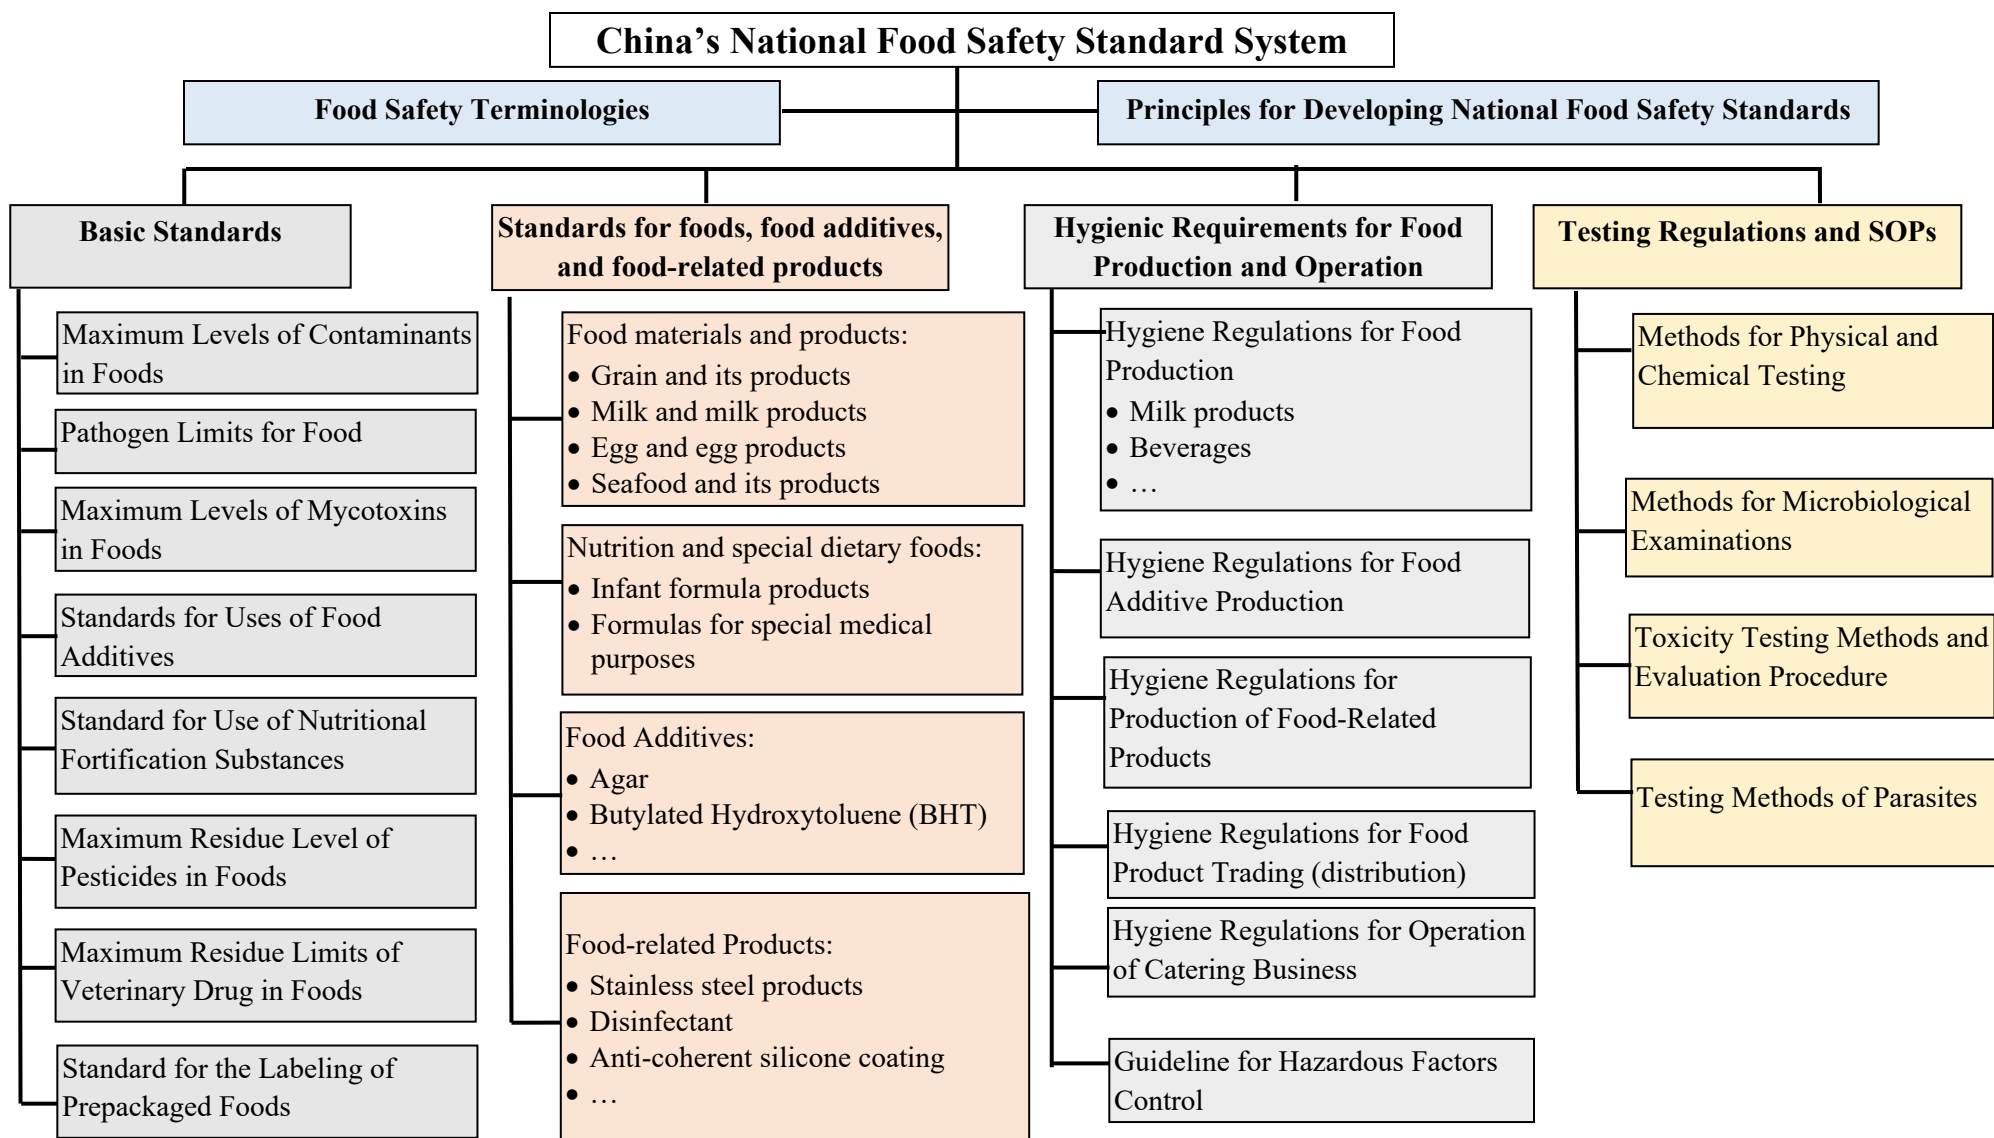 China’s National Food Safety Standard System
Food Safety Terminologies
Principles for Developing National Food Safety Standards
Basic Standards
Maximum Levels of Contaminants
in Foods
Pathogen Limits for Food
Maximum Levels of Mycotoxins
in Foods
Standards for Uses of Food
Additives
Standard for Use of Nutritional
Fortification Substances
Maximum Residue Level of
Pesticides in Foods
Maximum Residue Limits of
Veterinary Drug in Foods
Standard for the Labeling of
Prepackaged Foods
Standards for foods, food additives,
and food-related products
Food materials and products:
• Grain and its products
• Milk and milk products
• Egg and egg products
• Seafood and its products
Nutrition and special dietary foods:
• Infant formula products
• Formulas for special medical
purposes
Food Additives:
• Agar
• Butylated Hydroxytoluene (BHT)
• …
Food-related Products:
• Stainless steel products
• Disinfectant
• Anti-coherent silicone coating
• …
Hygienic Requirements for Food
Production and Operation
Hygiene Regulations for Food
Production
• Milk products
• Beverages
• …
Hygiene Regulations for Food
Additive Production
Hygiene Regulations for
Production of Food-Related
Products
Hygiene Regulations for Food
Product Trading (distribution)
Hygiene Regulations for Operation
of Catering Business
Guideline for Hazardous Factors
Control
Testing Regulations and SOPs
Methods for Physical and
Chemical Testing
Methods for Microbiological
Examinations
Toxicity Testing Methods and
Evaluation Procedure
Testing Methods of Parasites